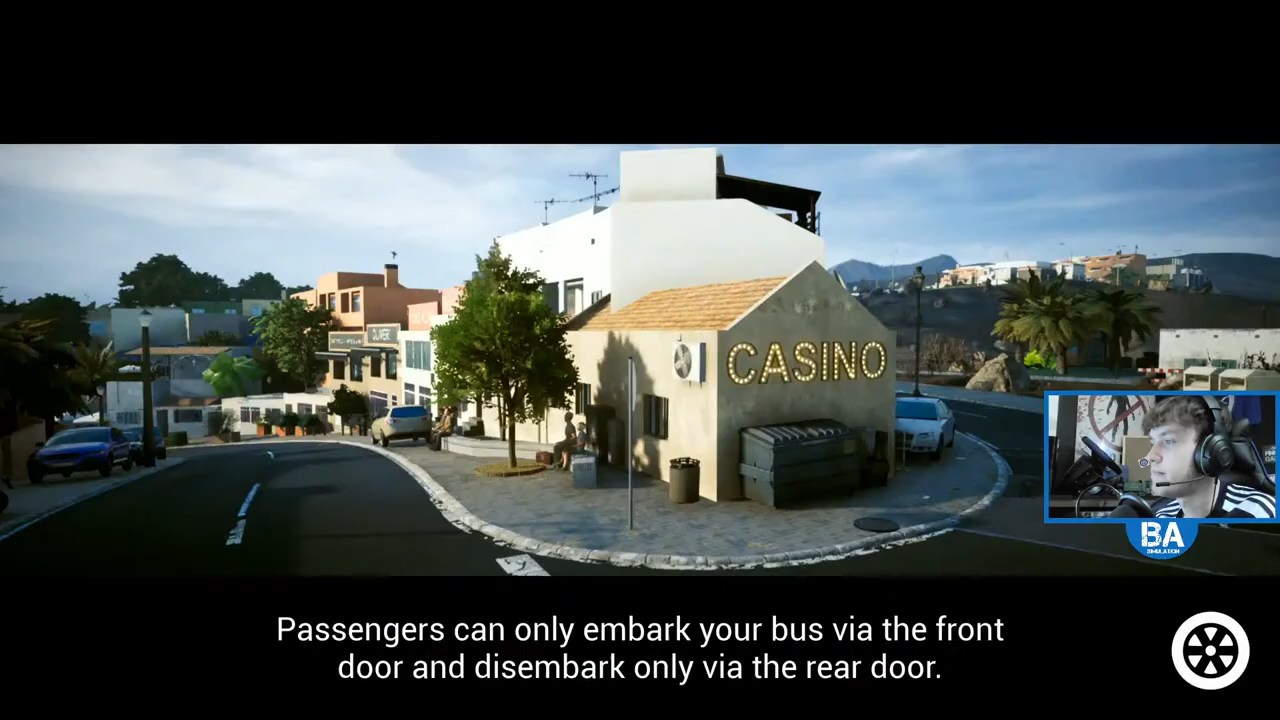 OLIVER
CASINO
BA
SIMULATION
Passengers can only embark your bus via the front
door and disembark only via the rear door.